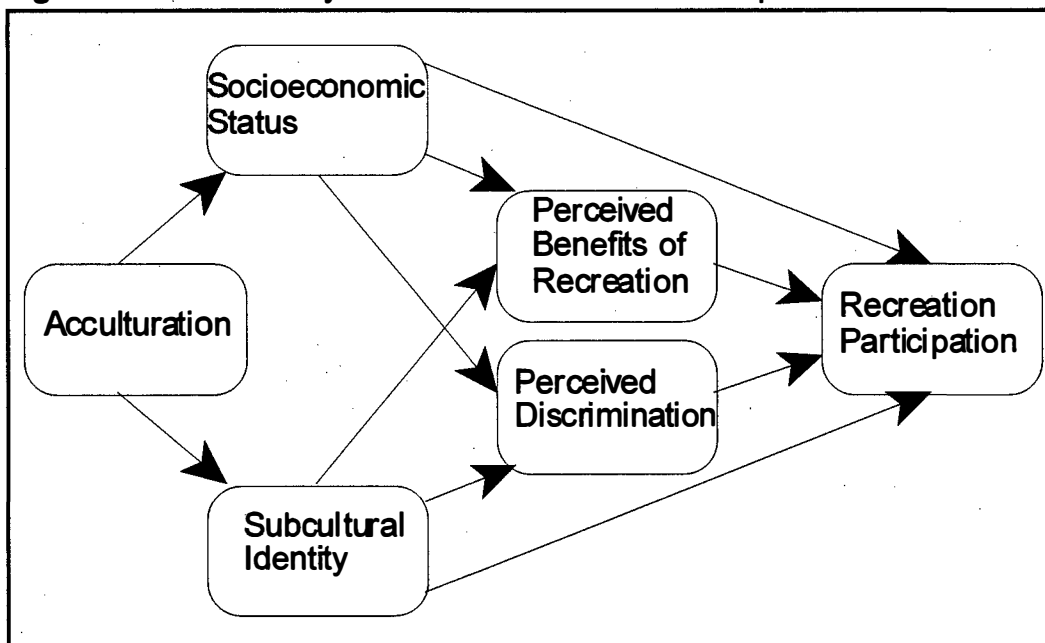 Socioeconomic
Status
Perceived
Benefits of
Recreation
Acculturation
Recreation
Participation
Perceived
Discrimination
Subcultural
Identity